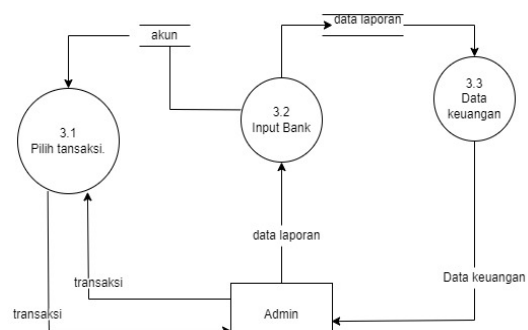 data laporan
akun
3.3
Data
keuangan
3.2
Input Bank
3.1
Pilih tansaksi.
data laporan
Data keuangan
transaksi
transaksi
Admin